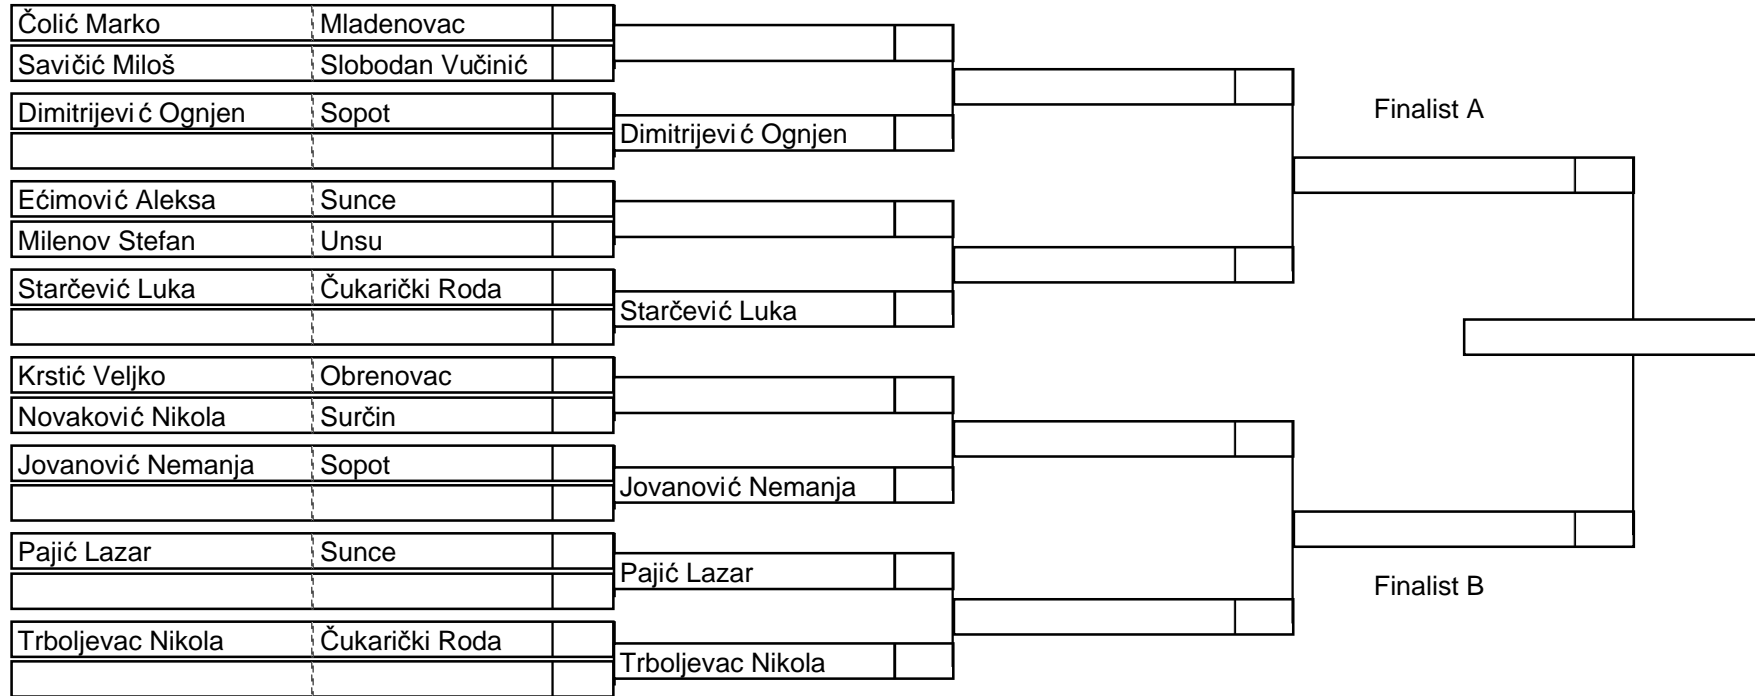 Čolić Marko Mladenovac
Savičić Miloš Slobodan Vučinić
Dimitrijević Ognjen Sopot
Dimitrijević Ognjen
Finalist A
Ećimović Aleksa Sunce
Milenov Stefan Unsu
Starčević Luka Čukarički Roda
Starčević Luka
Krstić Veljko Obrenovac
Novaković Nikola Surčin
Jovanović Nemanja Sopot
Jovanović Nemanja
Pajić Lazar Sunce
Pajić Lazar
Finalist B
Trboljevac Nikola Čukarički Roda
Trboljevac Nikola